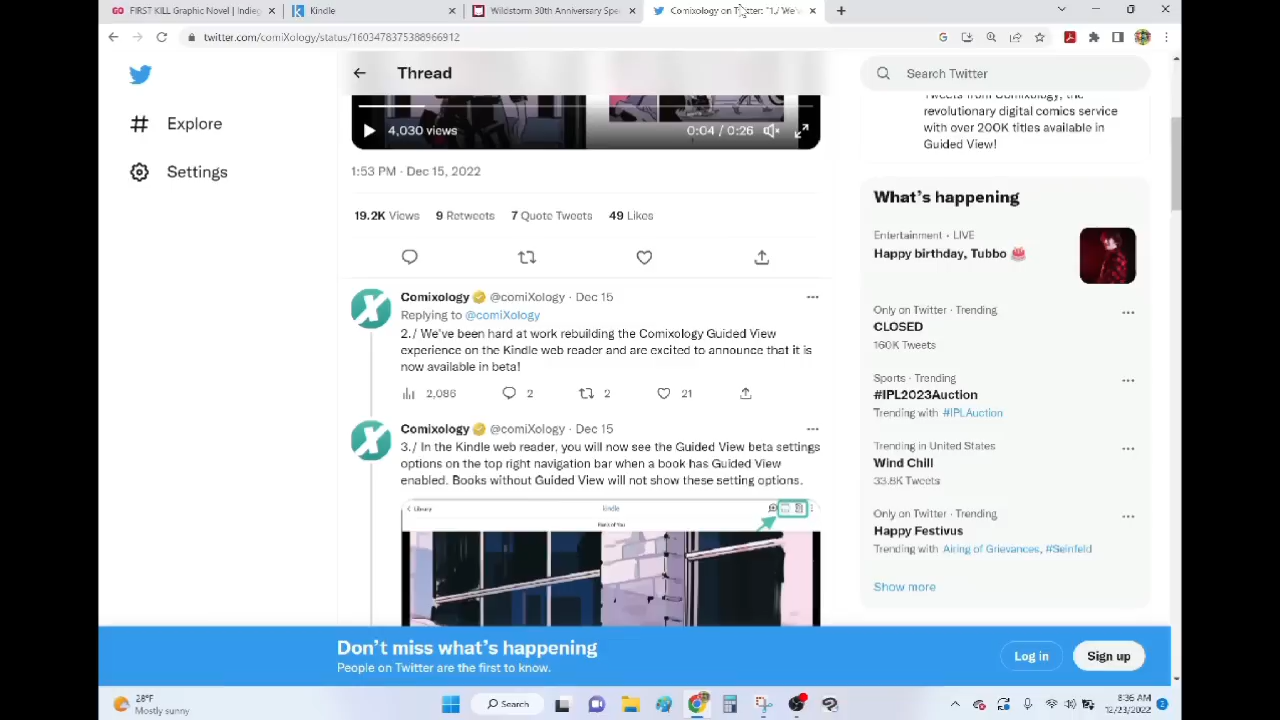 FIRST KILL Graphic Novel | Indieg
Kindle
Wildstorm 30th Anniversary Spe
Comixology on Twitter: "1./ We'v
twitter.com/comiXology/status/1603478375388966912
Explore
Settings
Thread
4,030 views
0:04 / 0:26
1:53 PM · Dec 15, 2022
19.2K Views 9 Retweets 7 Quote Tweets 49 Likes
Comixology @comiXology · Dec 15
Replying to @comiXology
2./ We've been hard at work rebuilding the Comixology Guided View
experience on the Kindle web reader and are excited to announce that it is
now available in beta!
2,086 2 2 21
Comixology @comiXology · Dec 15
3./ In the Kindle web reader, you will now see the Guided View beta settings
options on the top right navigation bar when a book has Guided View
enabled. Books without Guided View will not show these setting options.
Library
kindle
Search Twitter
Tweets from Comixology, the
revolutionary digital comics service
with over 200K titles available in
Guided View!
What's happening
Entertainment · LIVE
Happy birthday, Tubbo
Only on Twitter · Trending
CLOSED
160K Tweets
Sports · Trending
#IPL2023Auction
Trending with #IPLAuction
Trending in United States
Wind Chill
33.8K Tweets
Only on Twitter · Trending
Happy Festivus
Trending with Airing of Grievances, #Seinfeld
Show more
Don't miss what's happening
People on Twitter are the first to know.
Log in
Sign up
28°F
Mostly sunny
Search
8:36 AM
12/23/2022
2